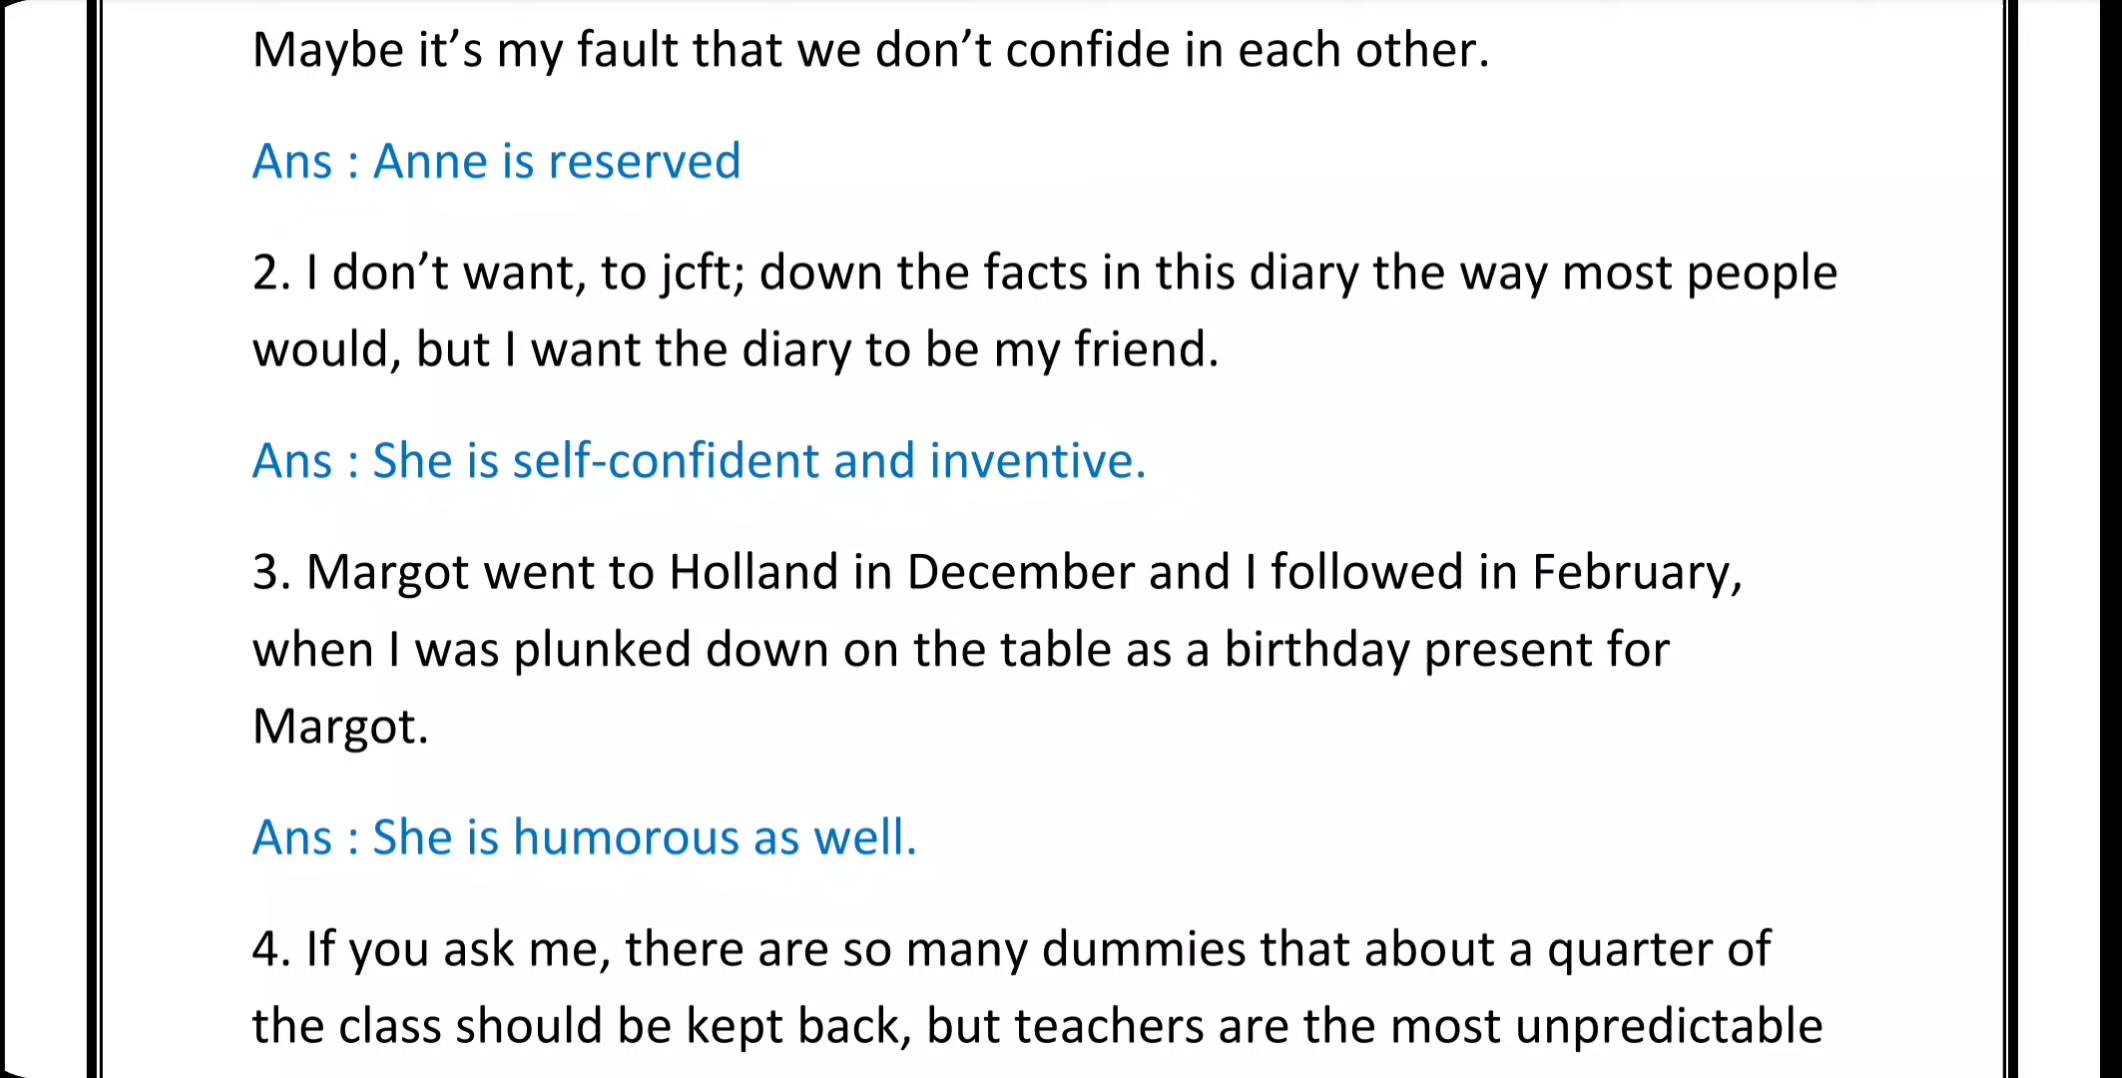 Maybe it’s my fault that we don’t confide in each other.
Ans : Anne is reserved
2. I don’t want, to jcft; down the facts in this diary the way most people
would, but I want the diary to be my friend.
Ans : She is self-confident and inventive.
3. Margot went to Holland in December and I followed in February,
when I was plunked down on the table as a birthday present for
Margot.
Ans : She is humorous as well.
4. If you ask me, there are so many dummies that about a quarter of
the class should be kept back, but teachers are the most unpredictable